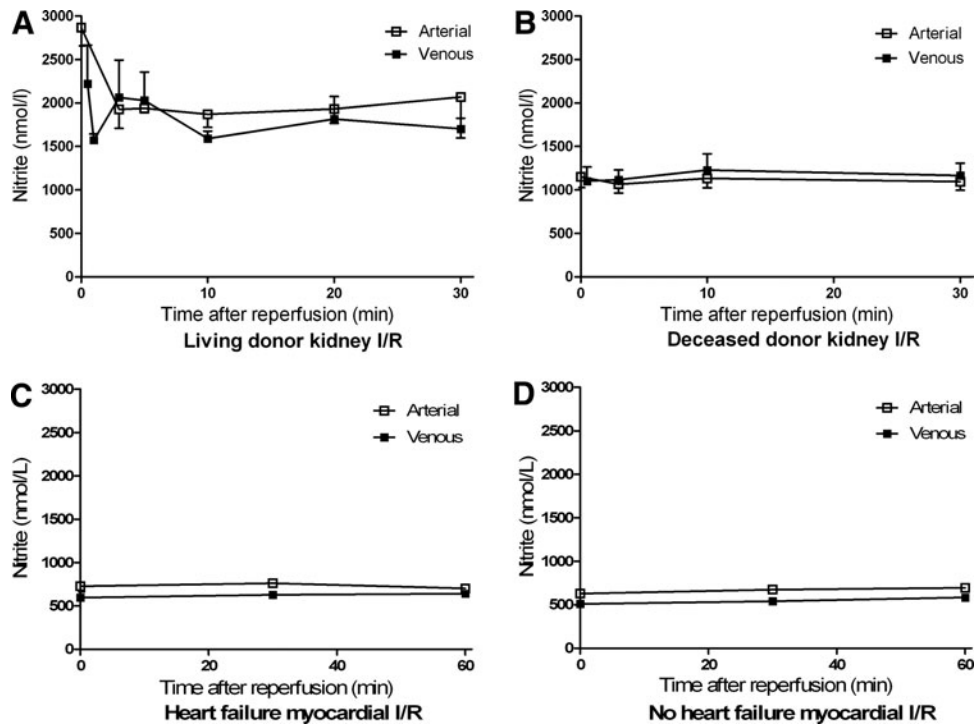 A
3000
2500
2000
1500
1000
500
0
Nitrite (nmol/l)
Arterial
Venous
0 10 20 30
Time after reperfusion (min)
Living donor kidney I/R
B
3000
2500
2000
1500
1000
500
0
Nitrite (nmol/l)
Arterial
Venous
0 10 20 30
Time after reperfusion (min)
Deceased donor kidney I/R
C
3000
2500
2000
1500
1000
500
0
Nitrite (nmol/L)
Arterial
Venous
0 20 40 60
Time after reperfusion (min)
Heart failure myocardial I/R
D
3000
2500
2000
1500
1000
500
0
Nitrite (nmol/L)
Arterial
Venous
0 20 40 60
Time after reperfusion (min)
No heart failure myocardial I/R